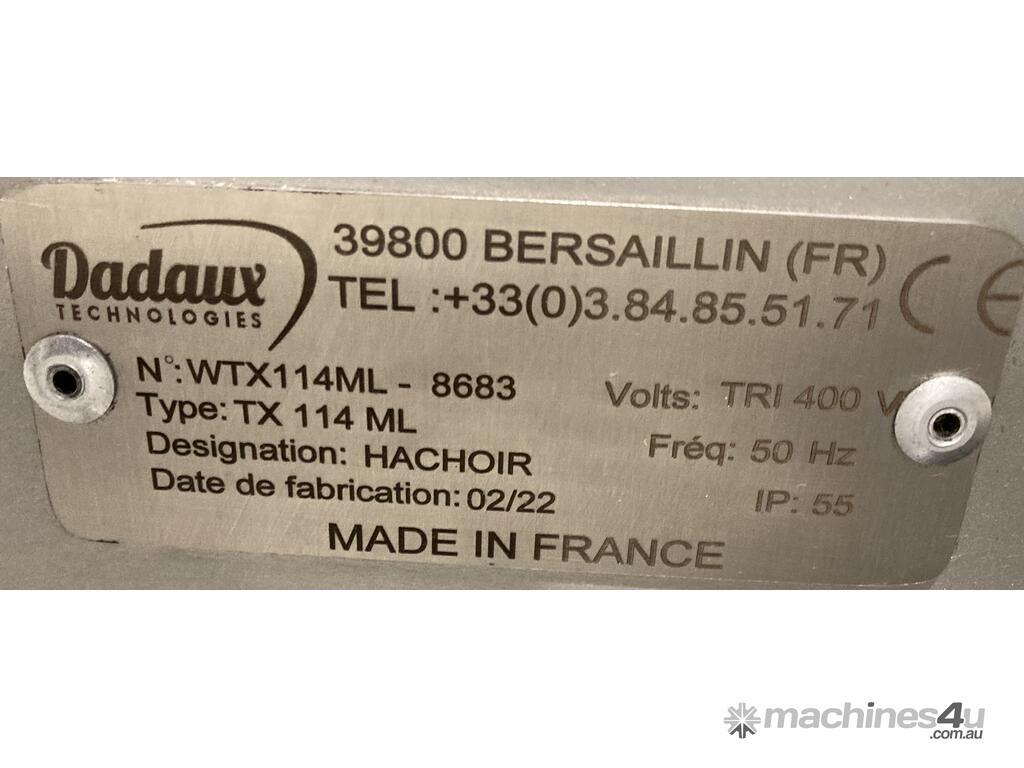 Dadaux
TECHNOLOGIES
39800 BERSAILLIN (FR)
TEL :+33(0)3.84.85.51.71
CE
N°: WTX114ML - 8683
Type: TX 114 ML
Designation: HACHOIR
Date de fabrication: 02/22
Volts: TRI 400 V
Fréq: 50 Hz
IP: 55
MADE IN FRANCE
machines4u
.com.au